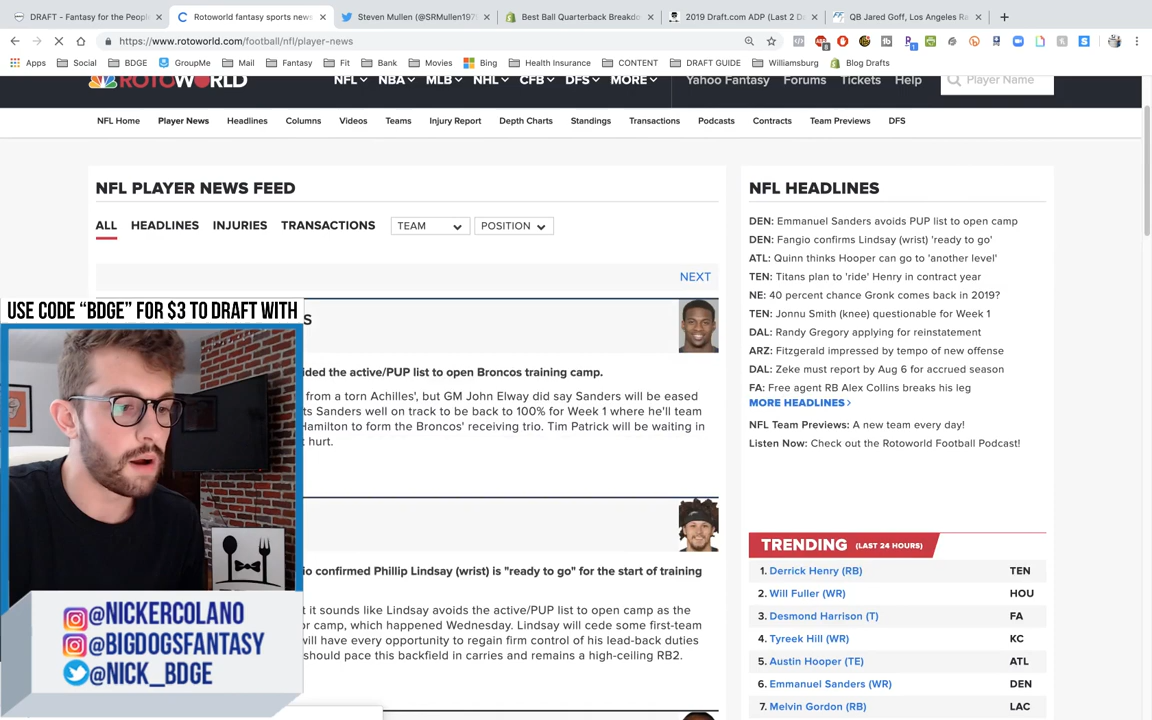 DRAFT - Fantasy for the People
Rotoworld fantasy sports news
Steven Mullen (@SRMullen197
Best Ball Quarterback Breakdo
2019 Draft.com ADP (Last 2 D
QB Jared Goff, Los Angeles Ra
https://www.rotoworld.com/football/nfl/player-news
Apps Social BDGE GroupMe Mail Fantasy Fit Bank Movies Bing Health Insurance CONTENT DRAFT GUIDE Williamsburg Blog Drafts
ROTOWORLD NFL NBA MLB NHL CFB DFS MORE Yahoo Fantasy Forums Tickets Help Player Name
NFL Home Player News Headlines Columns Videos Teams Injury Report Depth Charts Standings Transactions Podcasts Contracts Team Previews DFS
NFL PLAYER NEWS FEED
ALL HEADLINES INJURIES TRANSACTIONS TEAM POSITION
NEXT
S
ided the active/PUP list to open Broncos training camp.
from a torn Achilles', but GM John Elway did say Sanders will be eased
ts Sanders well on track to be back to 100% for Week 1 where he'll team
Hamilton to form the Broncos' receiving trio. Tim Patrick will be waiting in
t hurt.
io confirmed Phillip Lindsay (wrist) is "ready to go" for the start of training
t it sounds like Lindsay avoids the active/PUP list to open camp as the
or camp, which happened Wednesday. Lindsay will cede some first-team
will have every opportunity to regain firm control of his lead-back duties
should pace this backfield in carries and remains a high-ceiling RB2.
NFL HEADLINES
DEN: Emmanuel Sanders avoids PUP list to open camp
DEN: Fangio confirms Lindsay (wrist) 'ready to go'
ATL: Quinn thinks Hooper can go to 'another level'
TEN: Titans plan to 'ride' Henry in contract year
NE: 40 percent chance Gronk comes back in 2019?
TEN: Jonnu Smith (knee) questionable for Week 1
DAL: Randy Gregory applying for reinstatement
ARZ: Fitzgerald impressed by tempo of new offense
DAL: Zeke must report by Aug 6 for accrued season
FA: Free agent RB Alex Collins breaks his leg
MORE HEADLINES
NFL Team Previews: A new team every day!
Listen Now: Check out the Rotoworld Football Podcast!
TRENDING (LAST 24 HOURS)
1. Derrick Henry (RB) TEN
2. Will Fuller (WR) HOU
3. Desmond Harrison (T) FA
4. Tyreek Hill (WR) KC
5. Austin Hooper (TE) ATL
6. Emmanuel Sanders (WR) DEN
7. Melvin Gordon (RB) LAC
USE CODE "BDGE" FOR $3 TO DRAFT WITH
@NICKERCOLANO
@BIGDOGSFANTASY
@NICK_BDGE